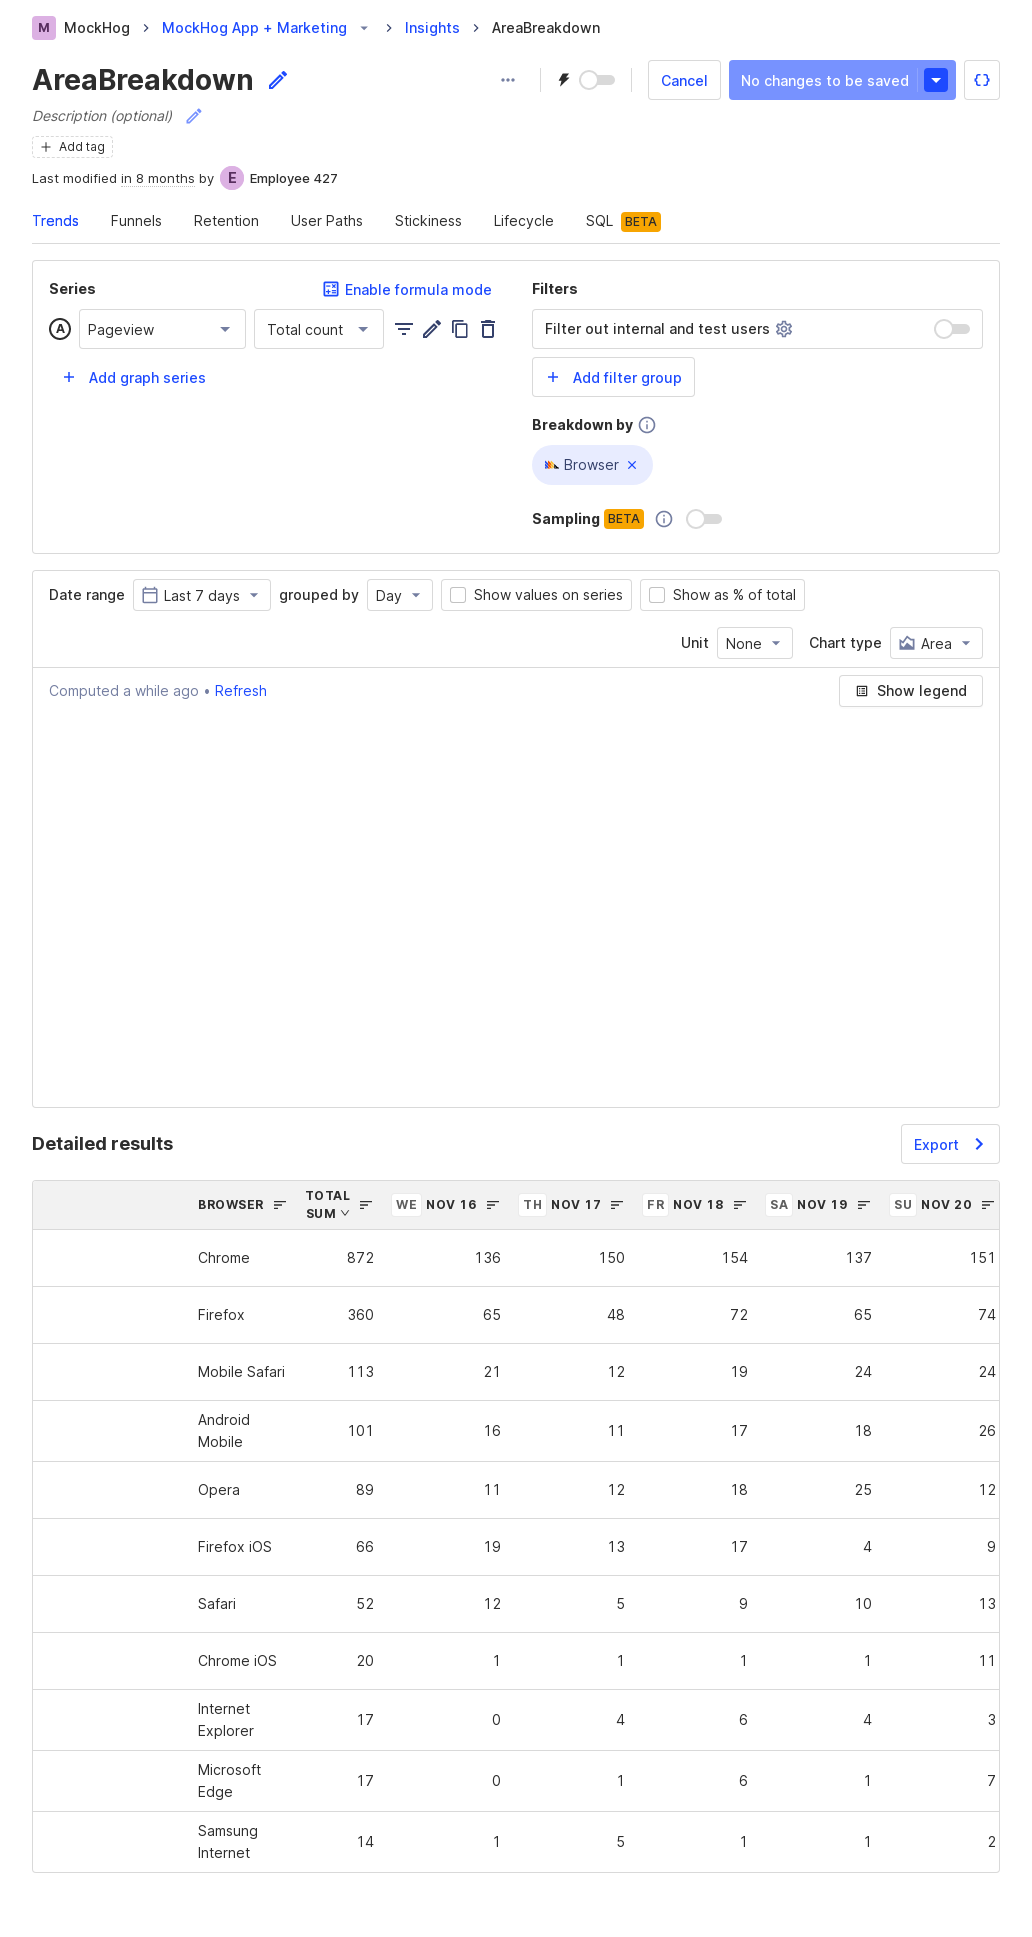 M MockHog MockHog App + Marketing Insights AreaBreakdown
AreaBreakdown
Cancel No changes to be saved
Description (optional)
Add tag
Last modified in 8 months by E Employee 427
Trends Funnels Retention User Paths Stickiness Lifecycle SQL BETA
Series Enable formula mode
A Pageview Total count
Add graph series
Filters
Filter out internal and test users
Add filter group
Breakdown by
Browser
Sampling BETA
Date range Last 7 days grouped by Day Show values on series Show as % of total
Unit None Chart type Area
Computed a while ago • Refresh Show legend
Detailed results Export
BROWSER TOTAL SUM WE NOV 16 TH NOV 17 FR NOV 18 SA NOV 19 SU NOV 20
Chrome 872 136 150 154 137 151
Firefox 360 65 48 72 65 74
Mobile Safari 113 21 12 19 24 24
Android Mobile 101 16 11 17 18 26
Opera 89 11 12 18 25 12
Firefox iOS 66 19 13 17 4 9
Safari 52 12 5 9 10 13
Chrome iOS 20 1 1 1 1 11
Internet Explorer 17 0 4 6 4 3
Microsoft Edge 17 0 1 6 1 7
Samsung Internet 14 1 5 1 1 2